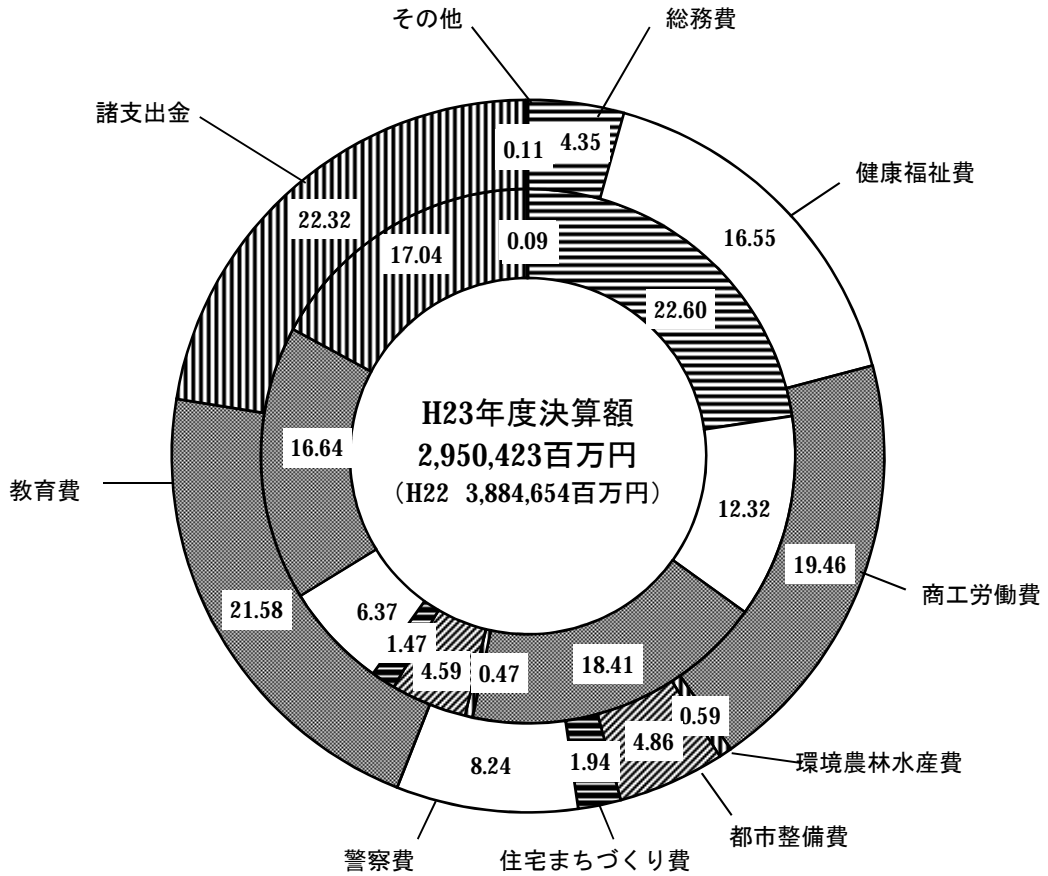 その他
総務費
諸支出金
0.11
4.35
健康福祉費
22.32
17.04
0.09
16.55
22.60
H23年度決算額
2,950,423百万円
（H22 3,884,654百万円）
16.64
12.32
教育費
19.46
商工労働費
21.58
6.37
1.47
4.59
0.47
18.41
0.59
4.86
1.94
8.24
環境農林水産費
都市整備費
住宅まちづくり費
警察費